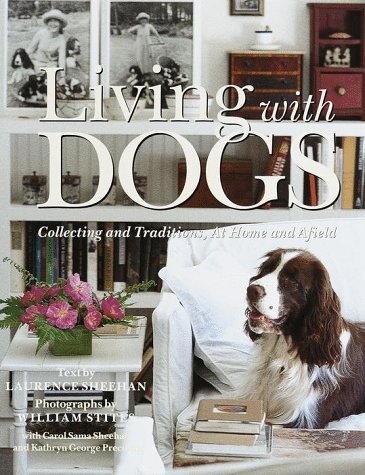 Living with
DOGS
Collecting and Traditions, At Home and Afield
Text by
LAURENCE SHEEHAN
Photographs by
WILLIAM STITES
with Carol Sama Sheehan
and Kathryn George Precourt